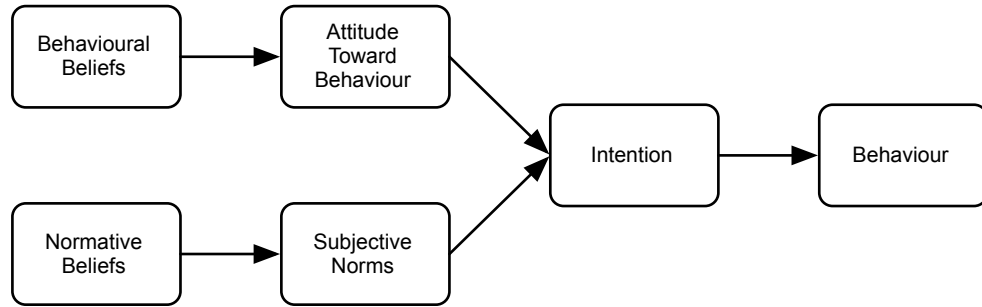 Behavioural
Beliefs
Attitude
Toward
Behaviour
Intention
Behaviour
Normative
Beliefs
Subjective
Norms